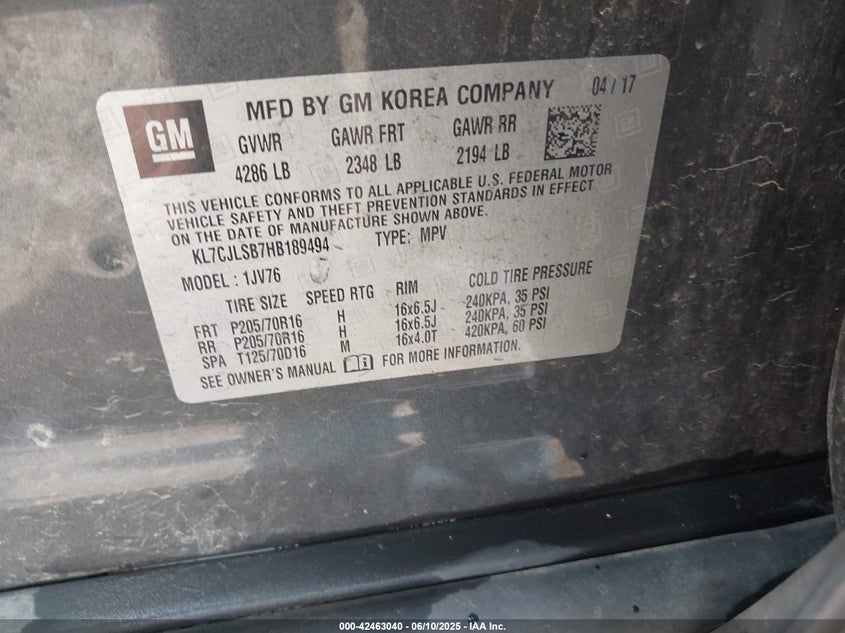 GM
MFD BY GM KOREA COMPANY 04 / 17
GVWR GAWR FRT GAWR RR
4286 LB 2348 LB 2194 LB
THIS VEHICLE CONFORMS TO ALL APPLICABLE U.S. FEDERAL MOTOR
VEHICLE SAFETY AND THEFT PREVENTION STANDARDS IN EFFECT
ON THE DATE OF MANUFACTURE SHOWN ABOVE.
KL7CJLSB7HB189494 TYPE: MPV
MODEL : 1JV76
TIRE SIZE SPEED RTG RIM COLD TIRE PRESSURE
FRT P205/70R16 H 16x6.5J 240KPA, 35 PSI
RR P205/70R16 H 16x6.5J 240KPA, 35 PSI
SPA T125/70D16 M 16x4.0T 420KPA, 60 PSI
SEE OWNER'S MANUAL FOR MORE INFORMATION.
000-42463040 - 06/10/2025 - IAA Inc.